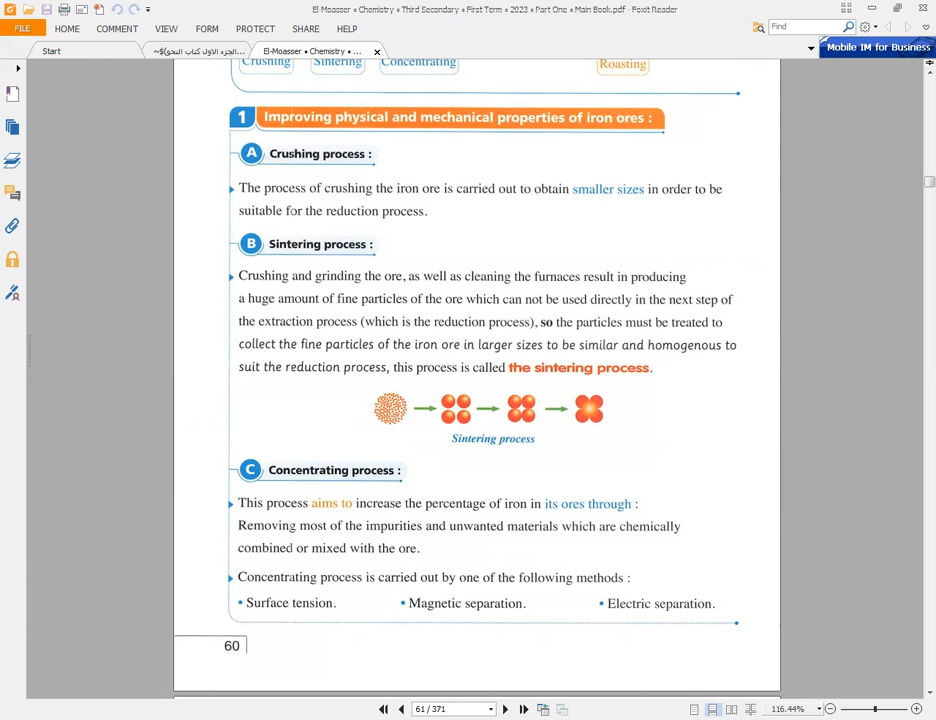 El-Moasser • Chemistry • Third Secondary • First Term • 2023 • Part One • Main Book.pdf - Foxit Reader
FILE HOME COMMENT VIEW FORM PROTECT SHARE HELP Find
Start ~$(الجزء الاول كتاب النحو... El-Moasser • Chemistry • ... Mobile IM for Business
Crushing Sintering Concentrating Roasting
1 Improving physical and mechanical properties of iron ores :
A Crushing process :
The process of crushing the iron ore is carried out to obtain smaller sizes in order to be
suitable for the reduction process.
B Sintering process :
Crushing and grinding the ore, as well as cleaning the furnaces result in producing
a huge amount of fine particles of the ore which can not be used directly in the next step of
the extraction process (which is the reduction process), so the particles must be treated to
collect the fine particles of the iron ore in larger sizes to be similar and homogenous to
suit the reduction process, this process is called the sintering process.
Sintering process
C Concentrating process :
This process aims to increase the percentage of iron in its ores through :
Removing most of the impurities and unwanted materials which are chemically
combined or mixed with the ore.
Concentrating process is carried out by one of the following methods :
• Surface tension. • Magnetic separation. • Electric separation.
60
61 / 371 116.44%